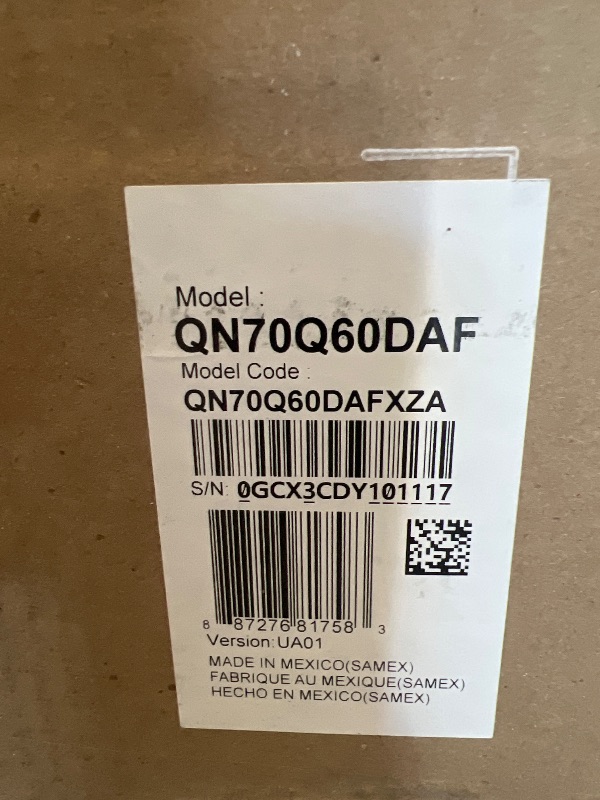 Model :
QN70Q60DAF
Model Code :
QN70Q60DAFXZA
S/N: 0GCX3CDY101117
8 87276 81758 3
Version:UA01
MADE IN MEXICO(SAMEX)
FABRIQUE AU MEXIQUE(SAMEX)
HECHO EN MEXICO(SAMEX)